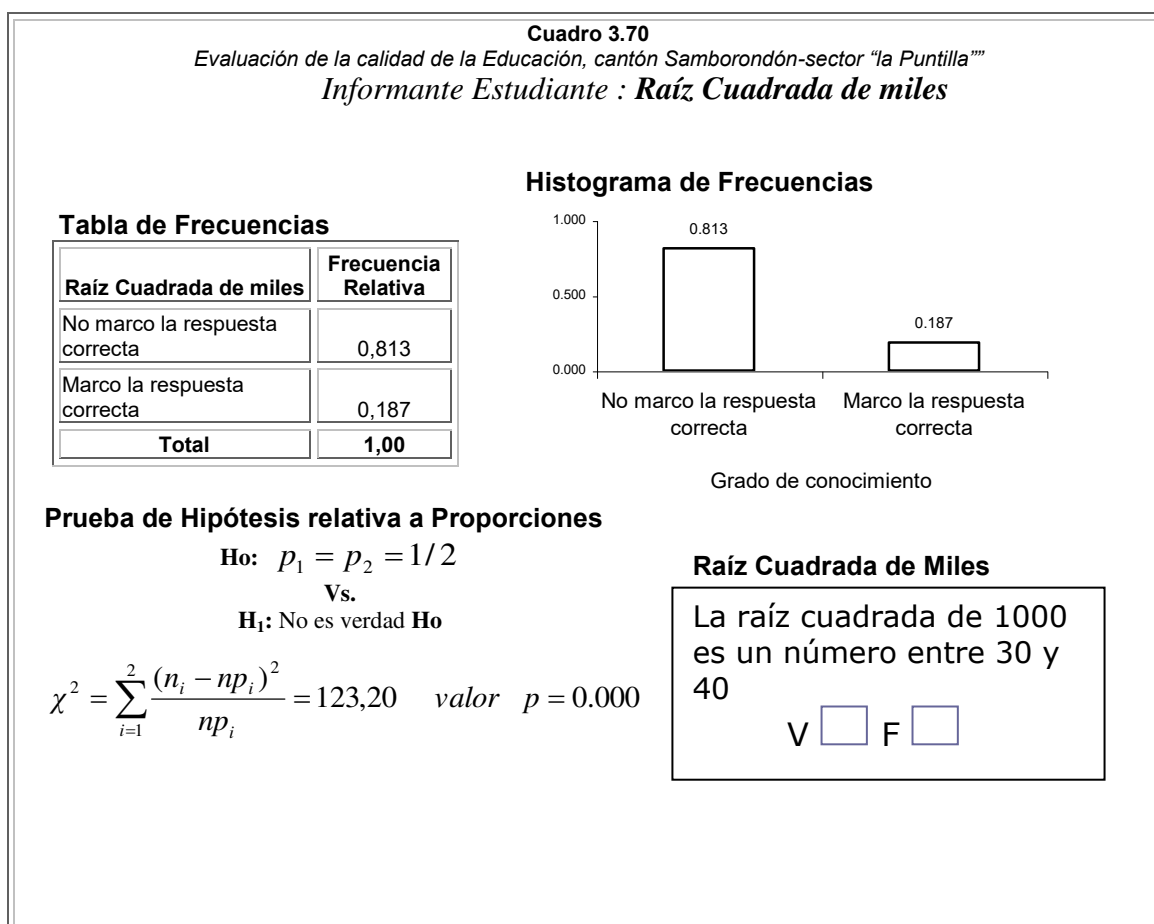 Cuadro 3.70
Evaluación de la calidad de la Educación, cantón Samborondón-sector “la Puntilla””
Informante Estudiante : Raíz Cuadrada de miles
Tabla de Frecuencias
Raíz Cuadrada de miles
Frecuencia
Relativa
No marco la respuesta
correcta
0,813
Marco la respuesta
correcta
0,187
Total
1,00
Histograma de Frecuencias
1.000
0.500
0.000
0.813
0.187
No marco la respuesta
correcta
Marco la respuesta
correcta
Grado de conocimiento
Prueba de Hipótesis relativa a Proporciones
Ho: p₁ = p₂ = 1/2
Vs.
H₁: No es verdad Ho
χ² = ∑_{i=1}^{2} (n_i − np_i)² / np_i = 123,20 valor p = 0.000
Raíz Cuadrada de Miles
La raíz cuadrada de 1000
es un número entre 30 y
40
V F